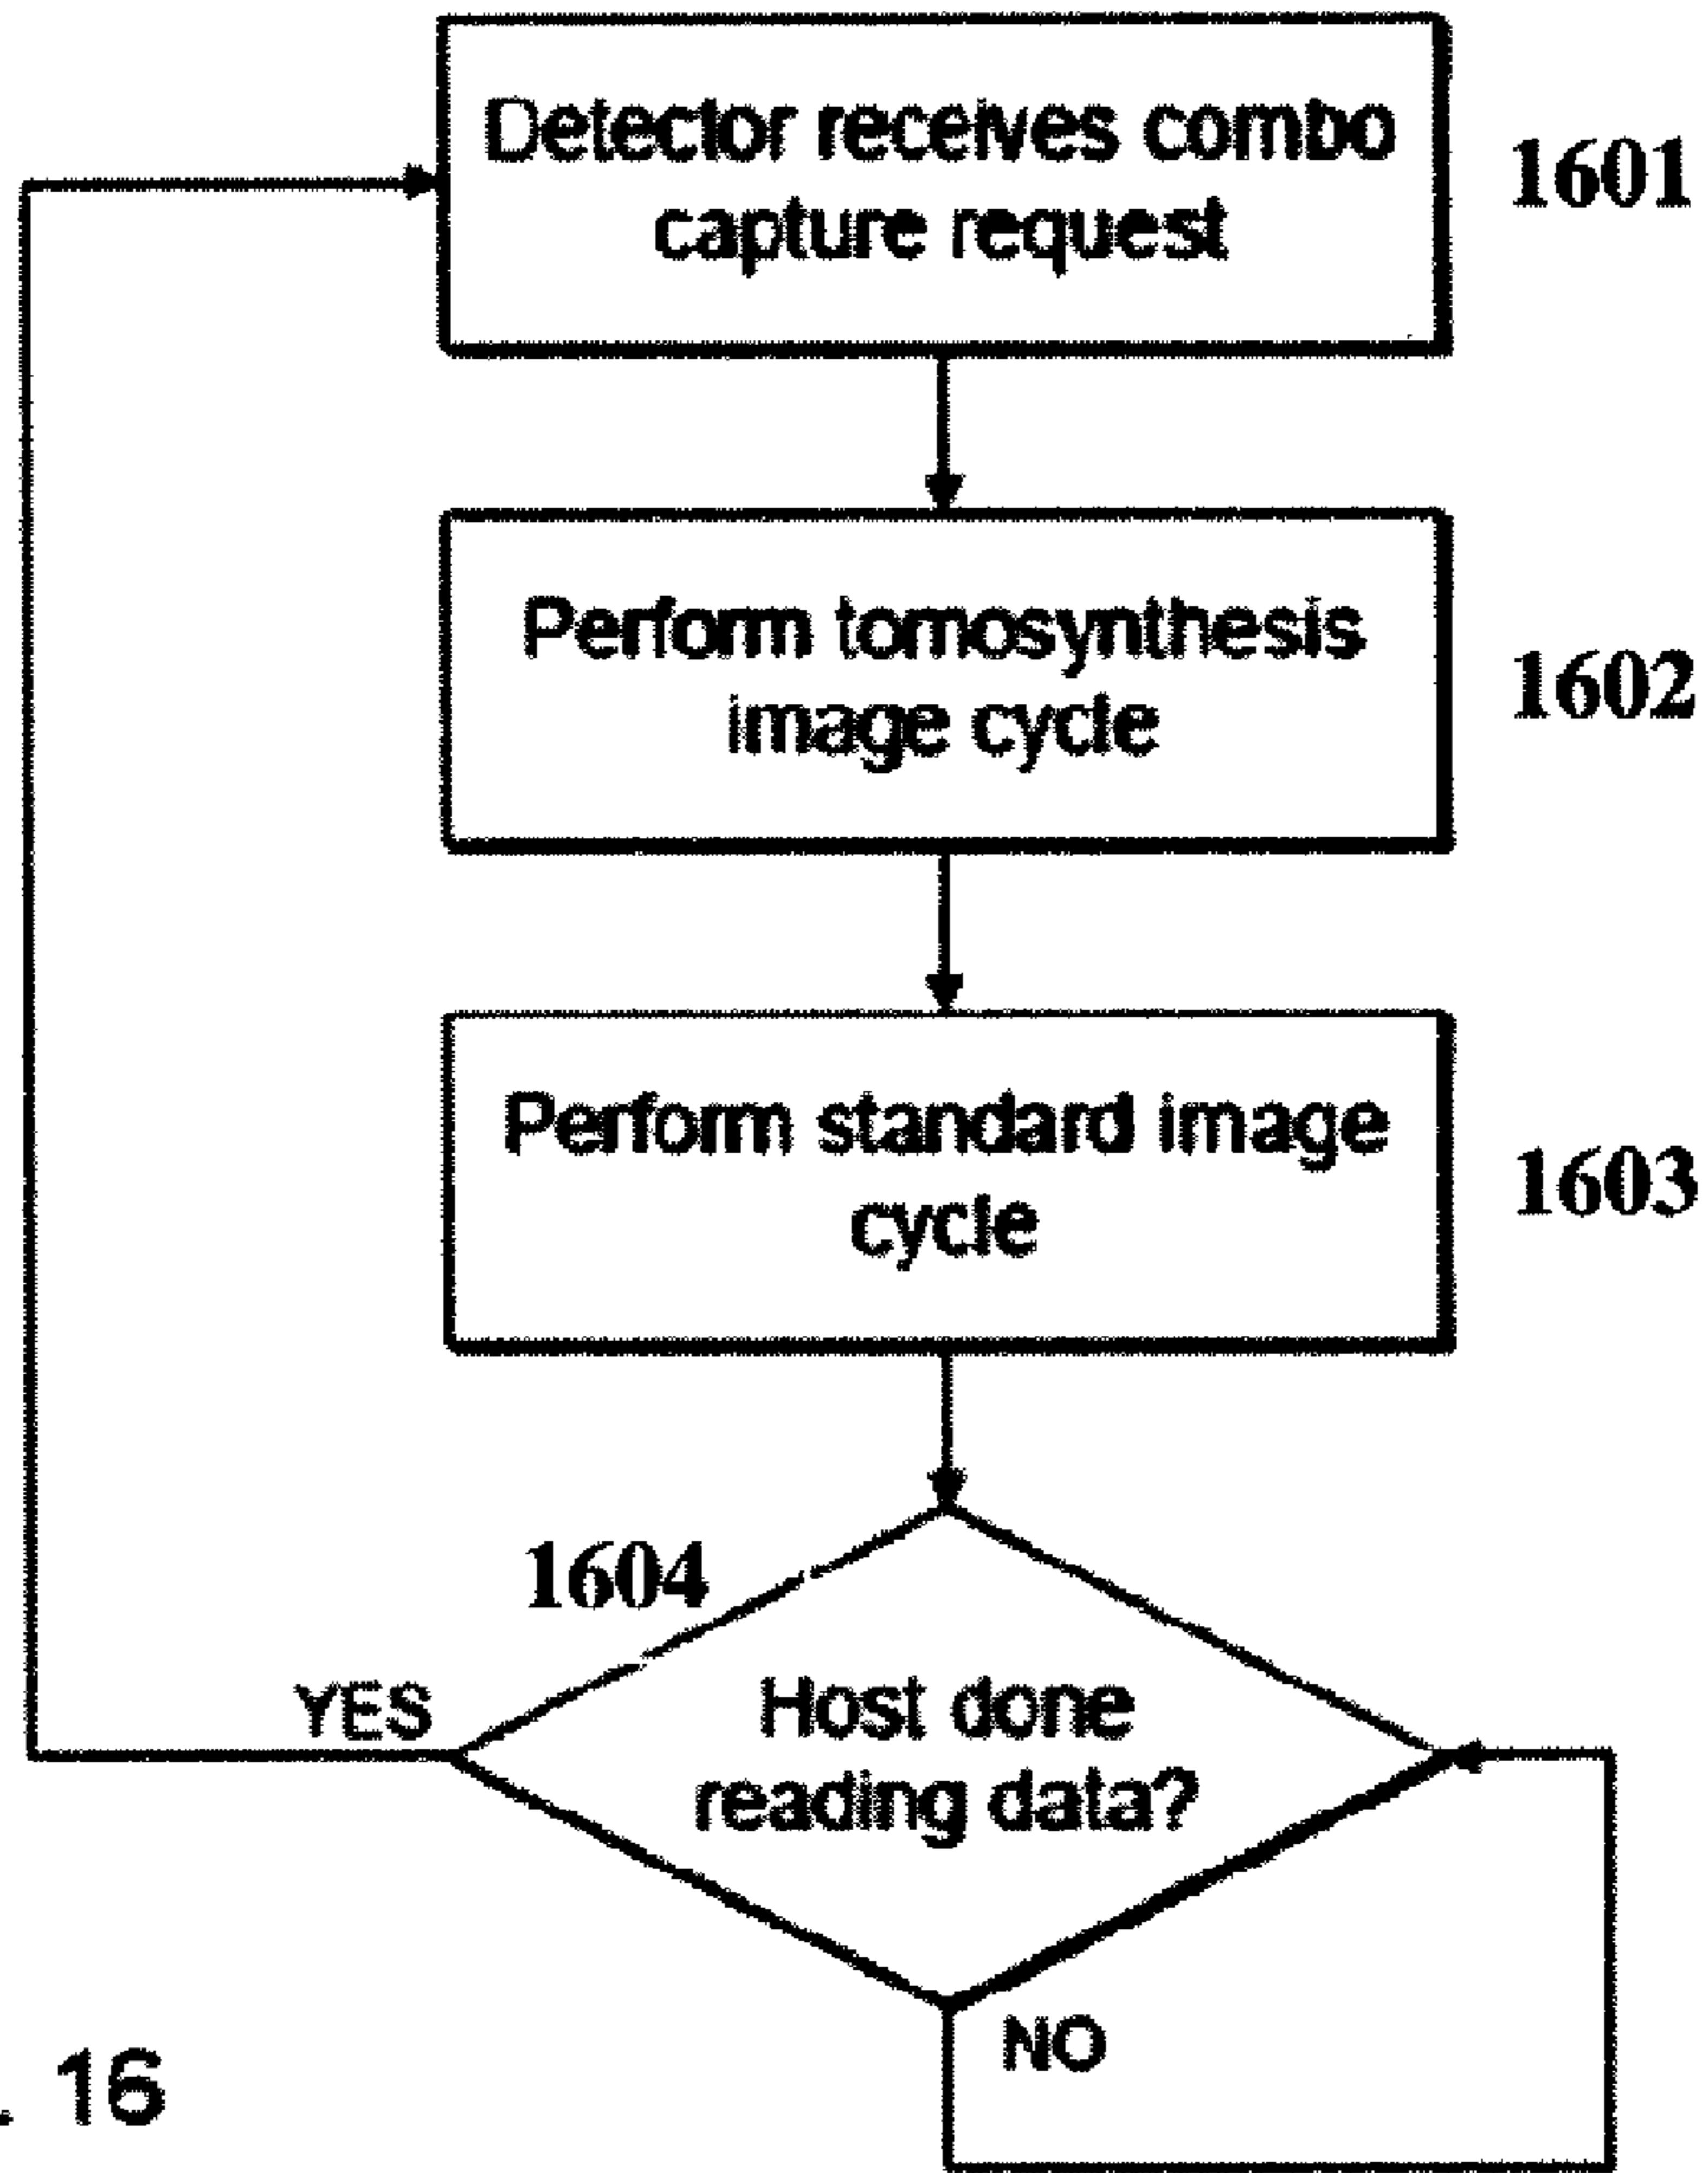 Detector receives combo
capture request
1601
Perform tomosynthesis
image cycle
1602
Perform standard image
cycle
1603
1604
YES
Host done
reading data?
NO
. 16